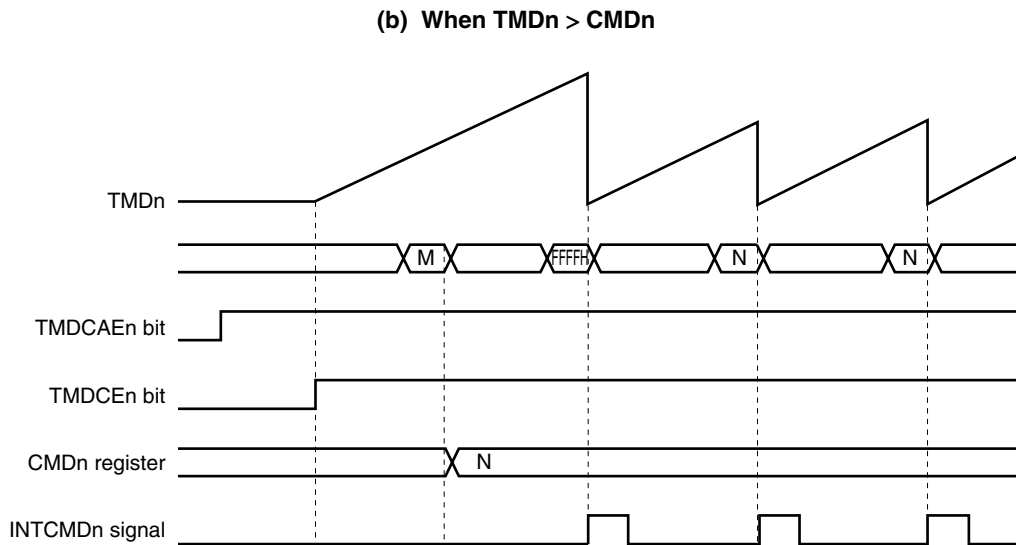 (b) When TMDn > CMDn
TMDn
M FFFFH N N
TMDCAEn bit
TMDCEn bit
CMDn register N
INTCMDn signal